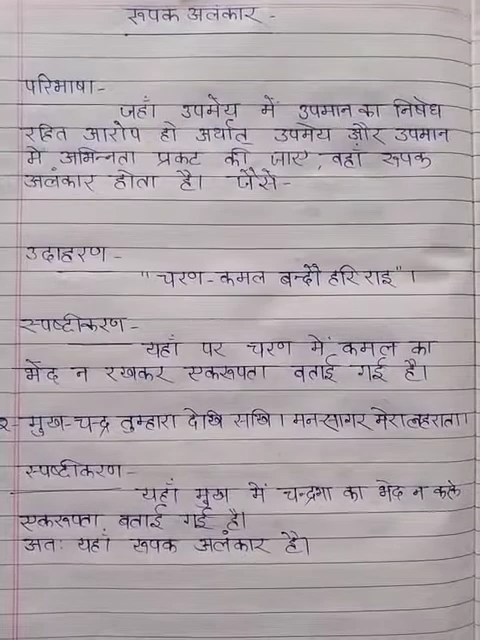 रूपक अलंकार -
परिभाषा -
जहाँ उपमेय में उपमान का निषेध
रहित आरोप हो अर्थात् उपमेय और उपमान
में अभिन्नता प्रकट की जाए, वहाँ रूपक
अलंकार होता है। जैसे -
उदाहरण -
"चरण - कमल बन्दौं हरि राइ"।
स्पष्टीकरण -
यहाँ पर चरण में कमल का
भेद न रखकर एकरूपता बताई गई है।
2- मुख-चन्द्र तुम्हारा देखि सखि। मन सागर मेरा लहराता।
स्पष्टीकरण -
यहाँ मुख में चन्द्रमा का भेद न करके
एकरूपता बताई गई है।
अतः यहाँ रूपक अलंकार है।